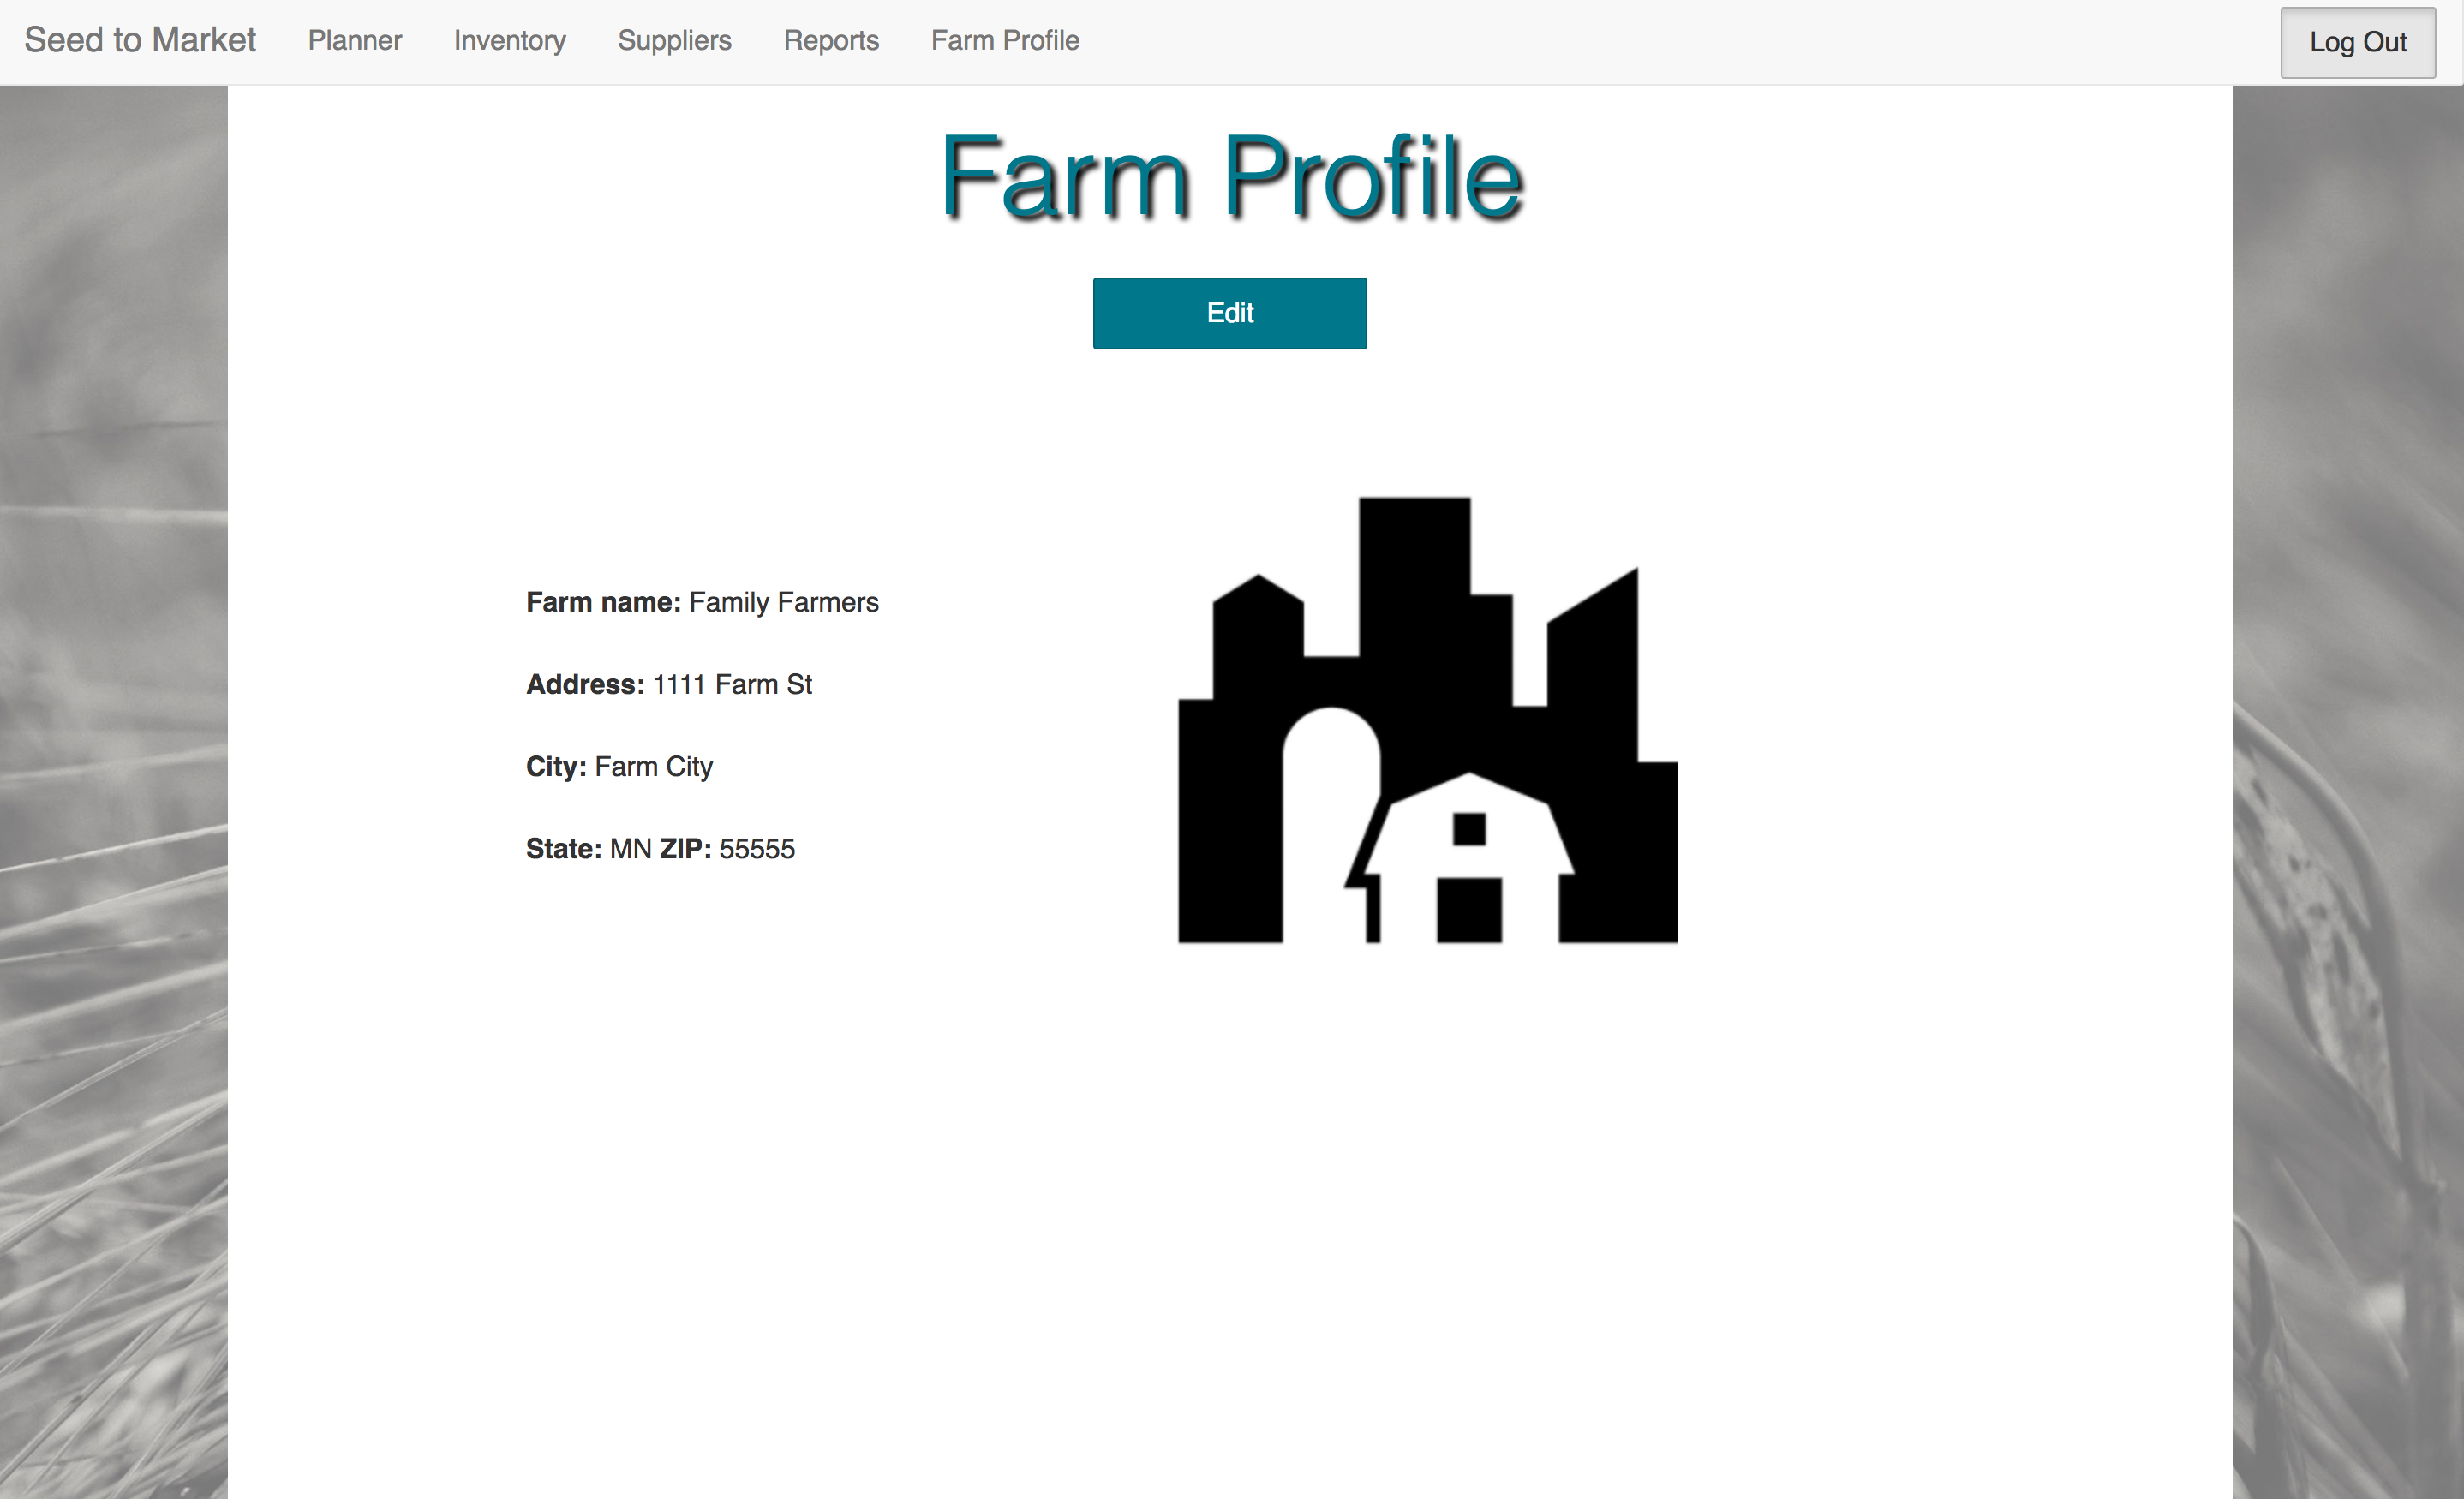 Seed to Market Planner Inventory Suppliers Reports Farm Profile Log Out
Farm Profile
Edit
Farm name: Family Farmers
Address: 1111 Farm St
City: Farm City
State: MN ZIP: 55555